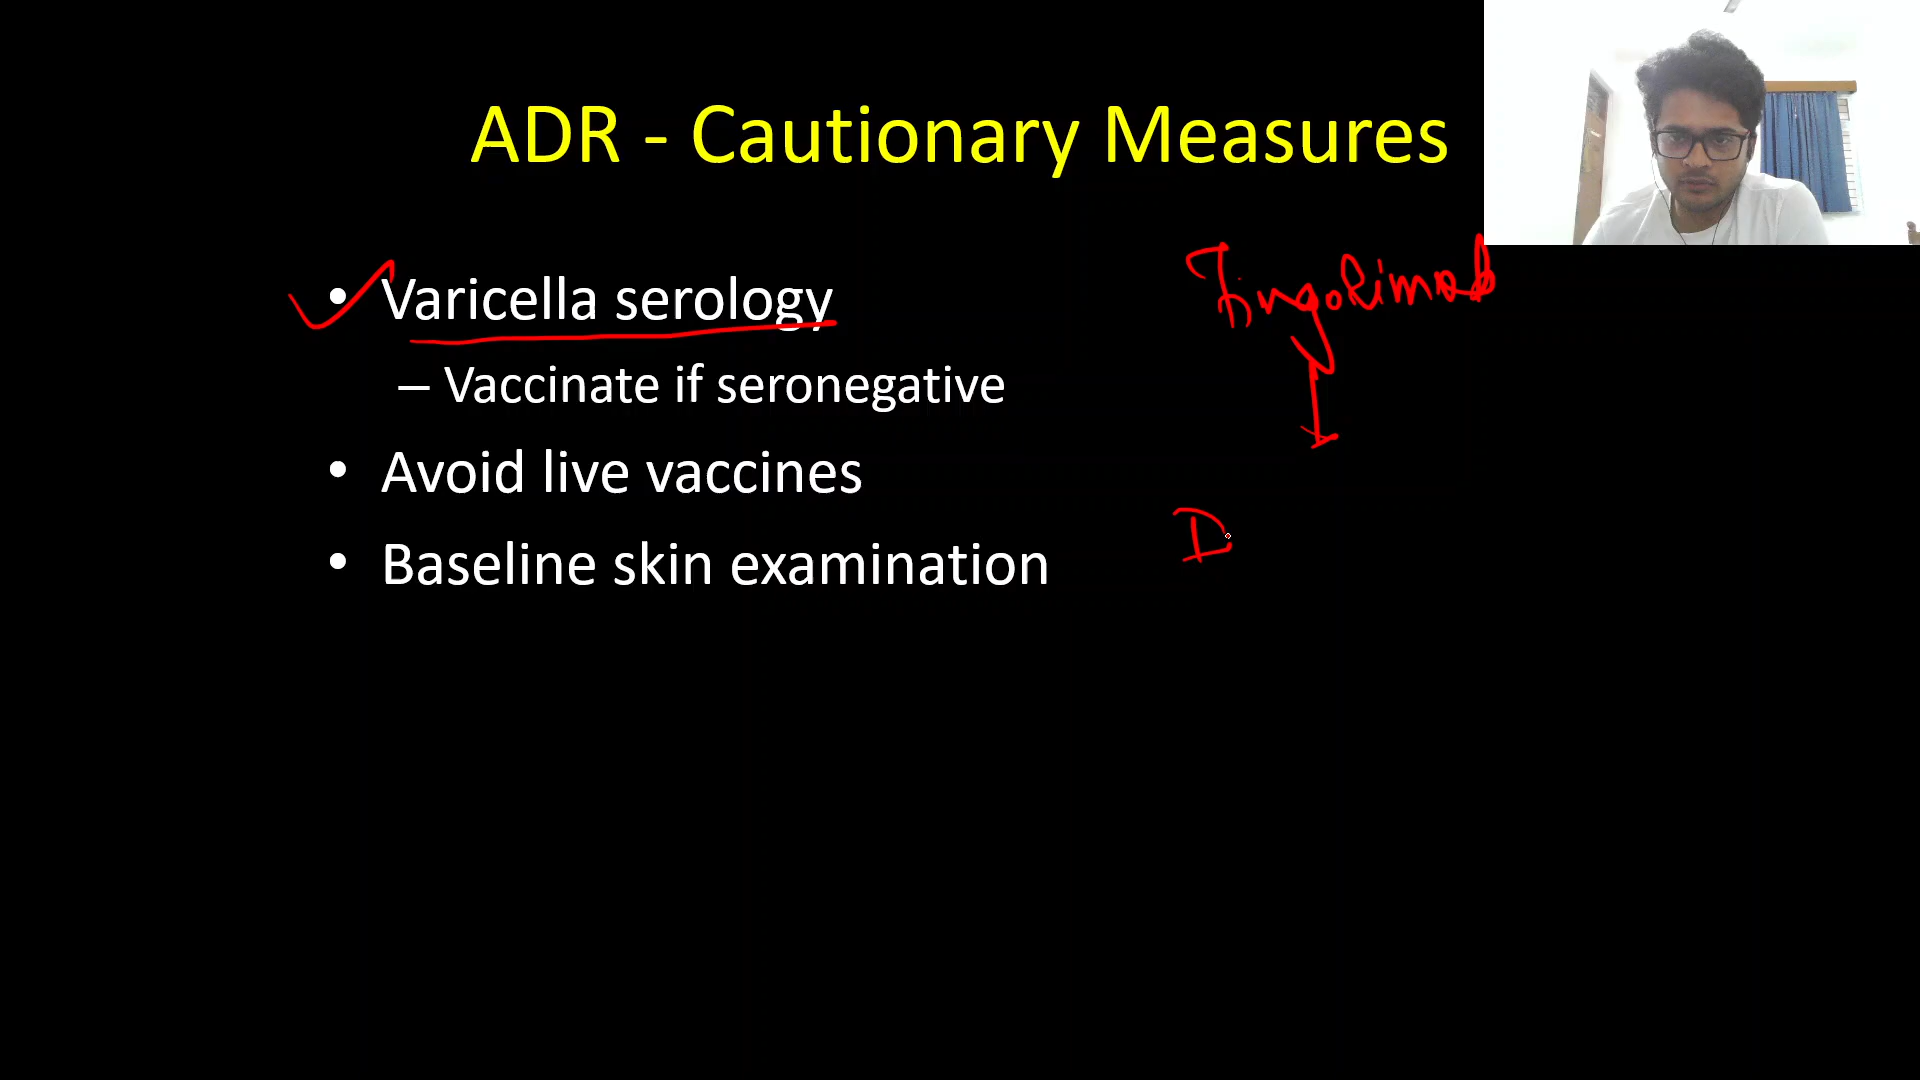 ADR - Cautionary Measures
• Varicella serology
– Vaccinate if seronegative
• Avoid live vaccines
• Baseline skin examination
Fingolimod
D